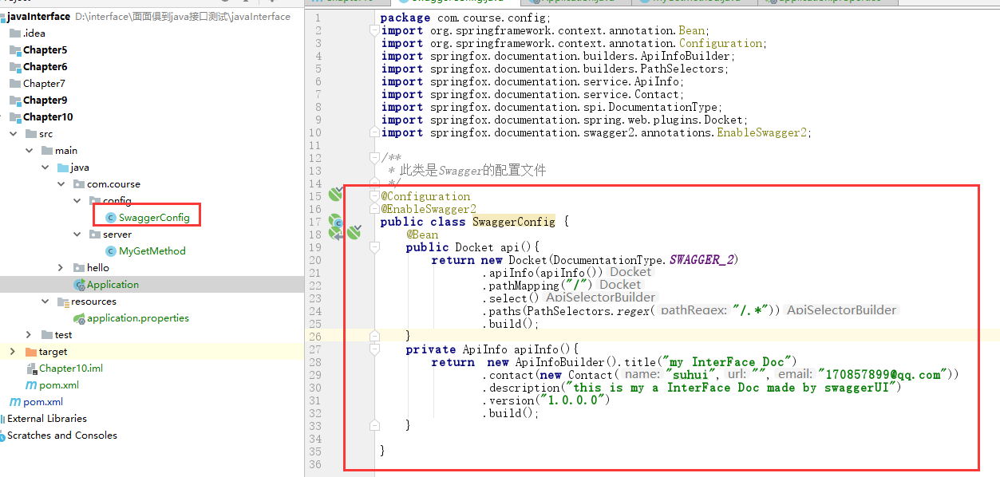 javaInterface D:\interface\面面俱到java接口测试\javaInterface
.idea
Chapter5
Chapter6
Chapter7
Chapter9
Chapter10
src
main
java
com.course
config
SwaggerConfig
server
MyGetMethod
hello
Application
resources
application.properties
test
target
Chapter10.iml
pom.xml
pom.xml
External Libraries
Scratches and Consoles
1 package com.course.config;
2 import org.springframework.context.annotation.Bean;
3 import org.springframework.context.annotation.Configuration;
4 import springfox.documentation.builders.ApiInfoBuilder;
5 import springfox.documentation.builders.PathSelectors;
6 import springfox.documentation.service.ApiInfo;
7 import springfox.documentation.service.Contact;
8 import springfox.documentation.spi.DocumentationType;
9 import springfox.documentation.spring.web.plugins.Docket;
10 import springfox.documentation.swagger2.annotations.EnableSwagger2;
11
12 /**
13 * 此类是Swagger的配置文件
14 */
15 @Configuration
16 @EnableSwagger2
17 public class SwaggerConfig {
18 @Bean
19 public Docket api(){
20 return new Docket(DocumentationType.SWAGGER_2)
21 .apiInfo(apiInfo()) Docket
22 .pathMapping("/") Docket
23 .select() ApiSelectorBuilder
24 .paths(PathSelectors.regex( pathRegex: "/.*")) ApiSelectorBuilder
25 .build();
26 }
27 private ApiInfo apiInfo(){
28 return new ApiInfoBuilder().title("my InterFace Doc")
29 .contact(new Contact( name: "suhui", url: "", email: "170857899@qq.com"))
30 .description("this is my a InterFace Doc made by swaggerUI")
31 .version("1.0.0.0")
32 .build();
33 }
34
35 }
36